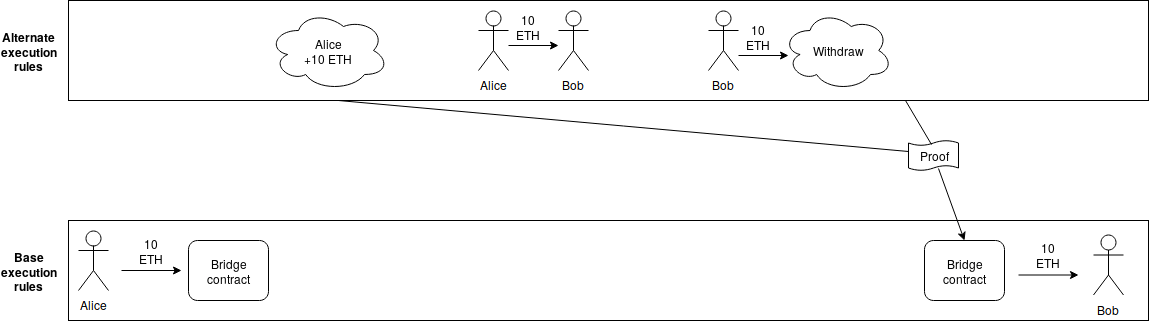 Alternate
execution
rules
Alice
+10 ETH
10
ETH
Alice
Bob
10
ETH
Bob
Withdraw
Proof
Base
execution
rules
Alice
10
ETH
Bridge
contract
Bridge
contract
10
ETH
Bob